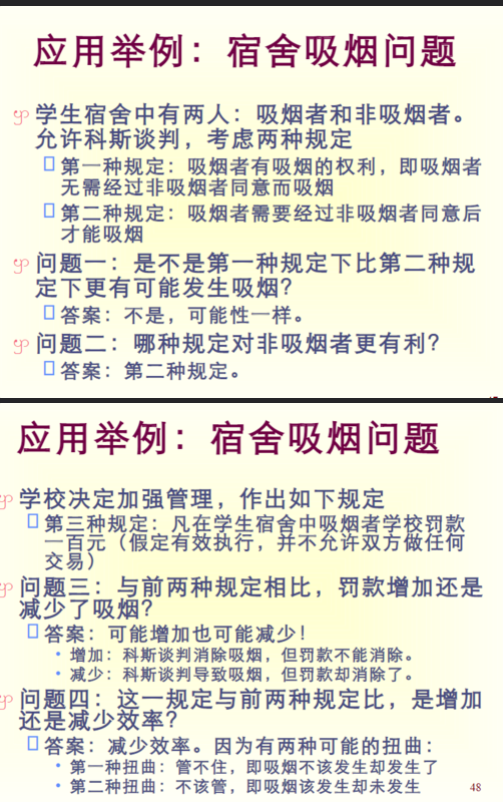 应用举例：宿舍吸烟问题
学生宿舍中有两人：吸烟者和非吸烟者。
允许科斯谈判，考虑两种规定
第一种规定：吸烟者有吸烟的权利，即吸烟者
无需经过非吸烟者同意而吸烟
第二种规定：吸烟者需要经过非吸烟者同意后
才能吸烟
问题一：是不是第一种规定下比第二种规
定下更有可能发生吸烟？
答案：不是，可能性一样。
问题二：哪种规定对非吸烟者更有利？
答案：第二种规定。
应用举例：宿舍吸烟问题
学校决定加强管理，作出如下规定
第三种规定：凡在学生宿舍中吸烟者学校罚款
一百元（假定有效执行，并不允许双方做任何
交易）
问题三：与前两种规定相比，罚款增加还是
减少了吸烟？
答案：可能增加也可能减少！
增加：科斯谈判消除吸烟，但罚款不能消除。
减少：科斯谈判导致吸烟，但罚款却消除了。
问题四：这一规定与前两种规定比，是增加
还是减少效率？
答案：减少效率。因为有两种可能的扭曲：
第一种扭曲：管不住，即吸烟不该发生却发生了
第二种扭曲：不该管，即吸烟该发生却未发生
48